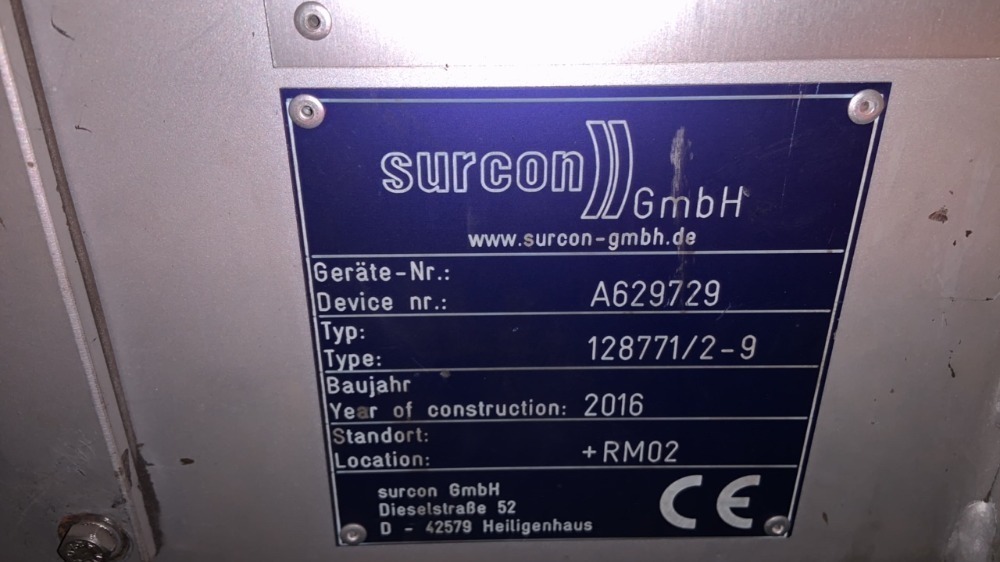 surcon GmbH
www.surcon-gmbh.de
Geräte-Nr.:
Device nr.: A629729
Typ:
Type: 128771/2-9
Baujahr
Year of construction: 2016
Standort:
Location: +RM02
surcon GmbH
Dieselstraße 52
D - 42579 Heiligenhaus
CE